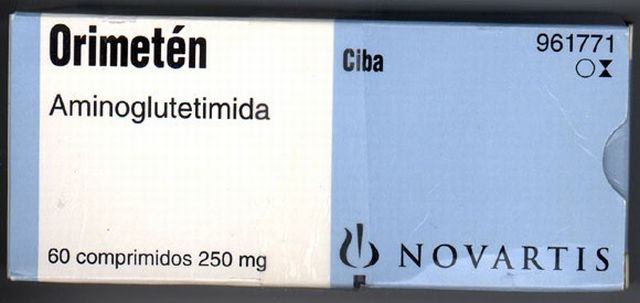 Orimetén
Aminoglutetimida
60 comprimidos 250 mg
Ciba
961771
NOVARTIS